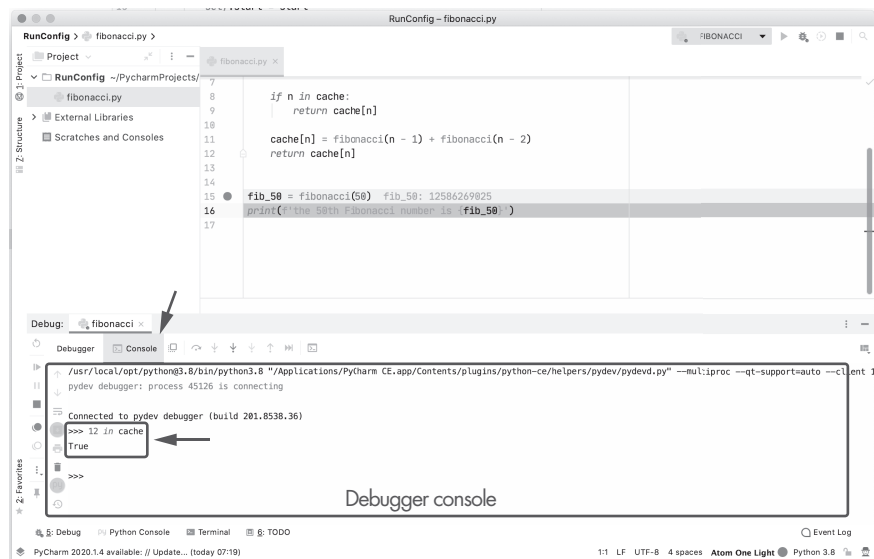 RunConfig – fibonacci.py
RunConfig > fibonacci.py >
FIBONACCI
1: Project
Project
fibonacci.py ×
RunConfig ~/PycharmProjects/
fibonacci.py
External Libraries
Scratches and Consoles
Z: Structure
7
8 if n in cache:
9 return cache[n]
10
11 cache[n] = fibonacci(n - 1) + fibonacci(n - 2)
12 return cache[n]
13
14
15 fib_50 = fibonacci(50) fib_50: 12586269025
16 print(f'the 50th Fibonacci number is {fib_50}')
17
Debug: fibonacci ×
Debugger Console
/usr/local/opt/python@3.8/bin/python3.8 "/Applications/PyCharm CE.app/Contents/plugins/python-ce/helpers/pydev/pydevd.py" --multiproc --qt-support=auto --client 1
pydev debugger: process 45126 is connecting
Connected to pydev debugger (build 201.8538.36)
>>> 12 in cache
True
>>>
Debugger console
2: Favorites
5: Debug Python Console Terminal 6: TODO Event Log
PyCharm 2020.1.4 available: // Update... (today 07:19) 1:1 LF UTF-8 4 spaces Atom One Light Python 3.8